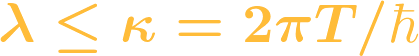 λ ≤ κ = 2πT/ℏ